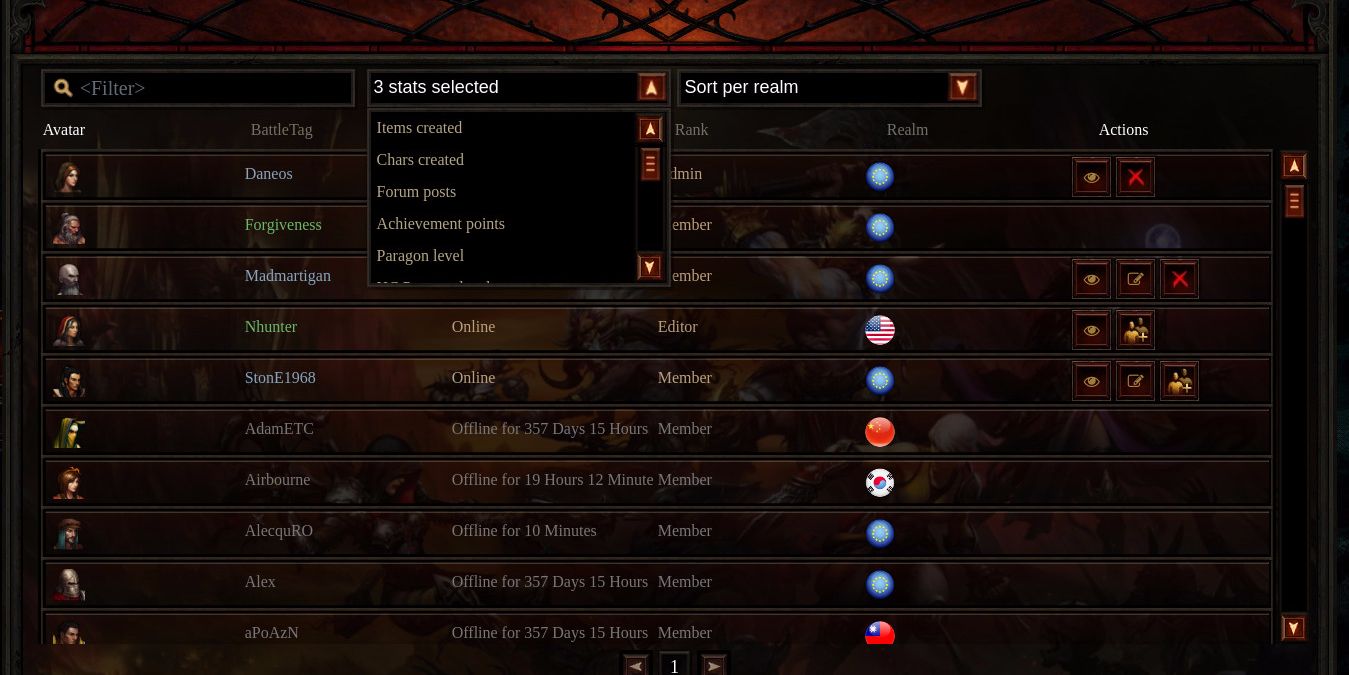 <Filter>
3 stats selected
Sort per realm
Items created
Chars created
Forum posts
Achievement points
Paragon level
Avatar BattleTag Rank Realm Actions
Daneos
Forgiveness
Madmartigan
Nhunter Online Editor
StonE1968 Online Member
AdamETC Offline for 357 Days 15 Hours Member
Airbourne Offline for 19 Hours 12 Minute Member
AlecquRO Offline for 10 Minutes Member
Alex Offline for 357 Days 15 Hours Member
aPoAzN Offline for 357 Days 15 Hours Member
1